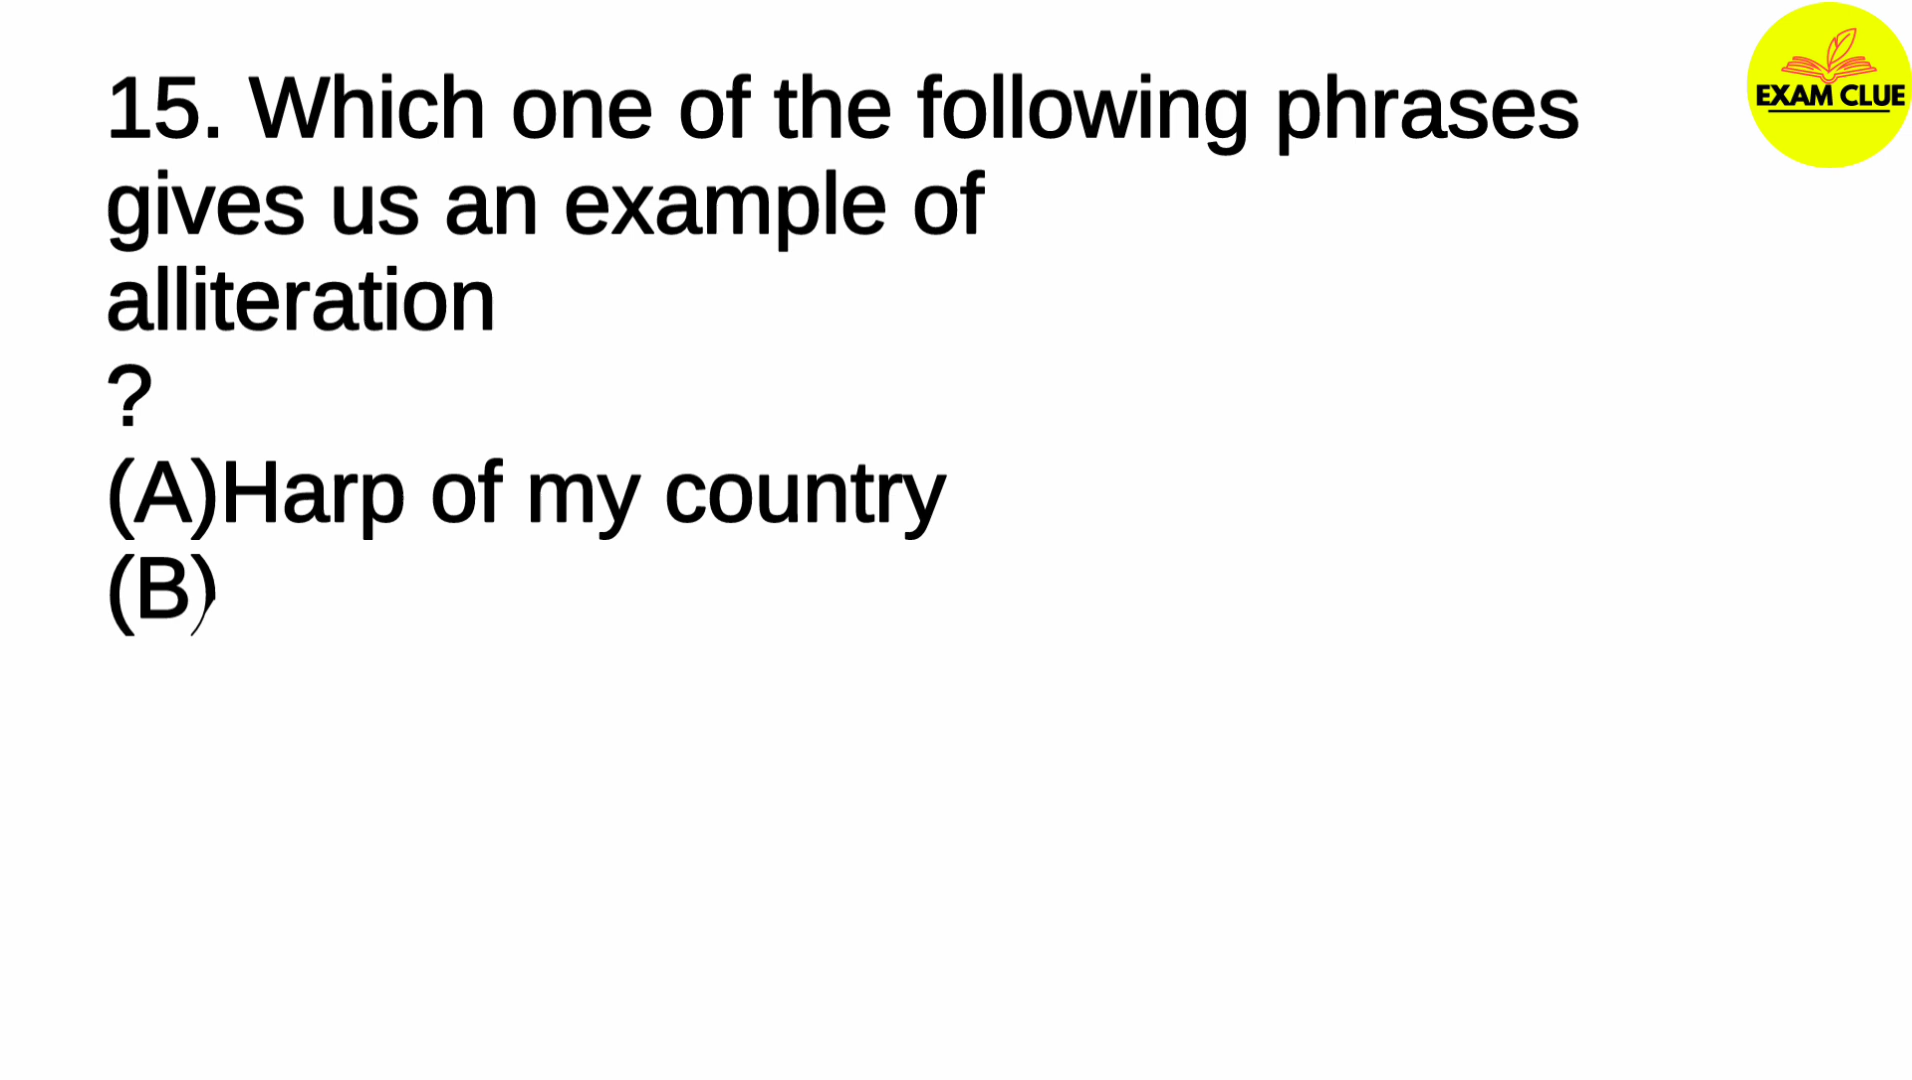 15. Which one of the following phrases
gives us an example of
alliteration
?
(A)Harp of my country
(B)
EXAM CLUE